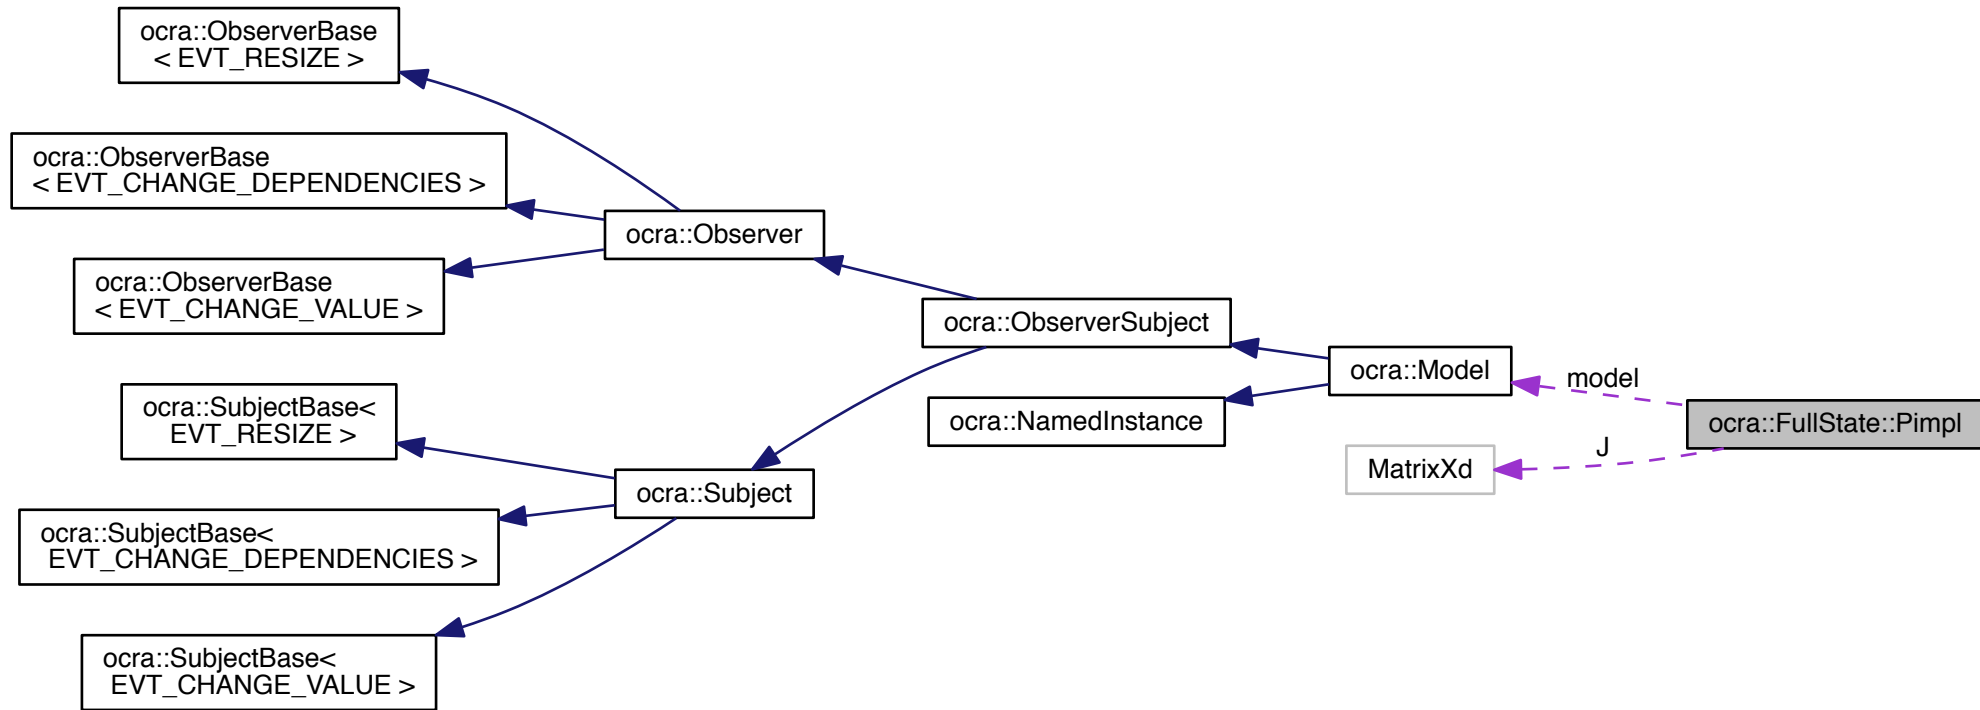 ocra::ObserverBase
< EVT_RESIZE >
ocra::ObserverBase
< EVT_CHANGE_DEPENDENCIES >
ocra::Observer
ocra::ObserverBase
< EVT_CHANGE_VALUE >
ocra::ObserverSubject
ocra::Model
model
ocra::SubjectBase<
EVT_RESIZE >
ocra::NamedInstance
ocra::FullState::Pimpl
J
MatrixXd
ocra::Subject
ocra::SubjectBase<
EVT_CHANGE_DEPENDENCIES >
ocra::SubjectBase<
EVT_CHANGE_VALUE >